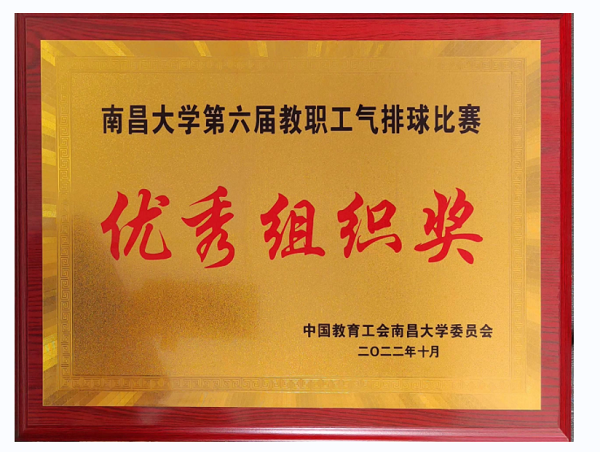 南昌大学第六届教职工气排球比赛
优秀组织奖
中国教育工会南昌大学委员会
二〇二二年十月